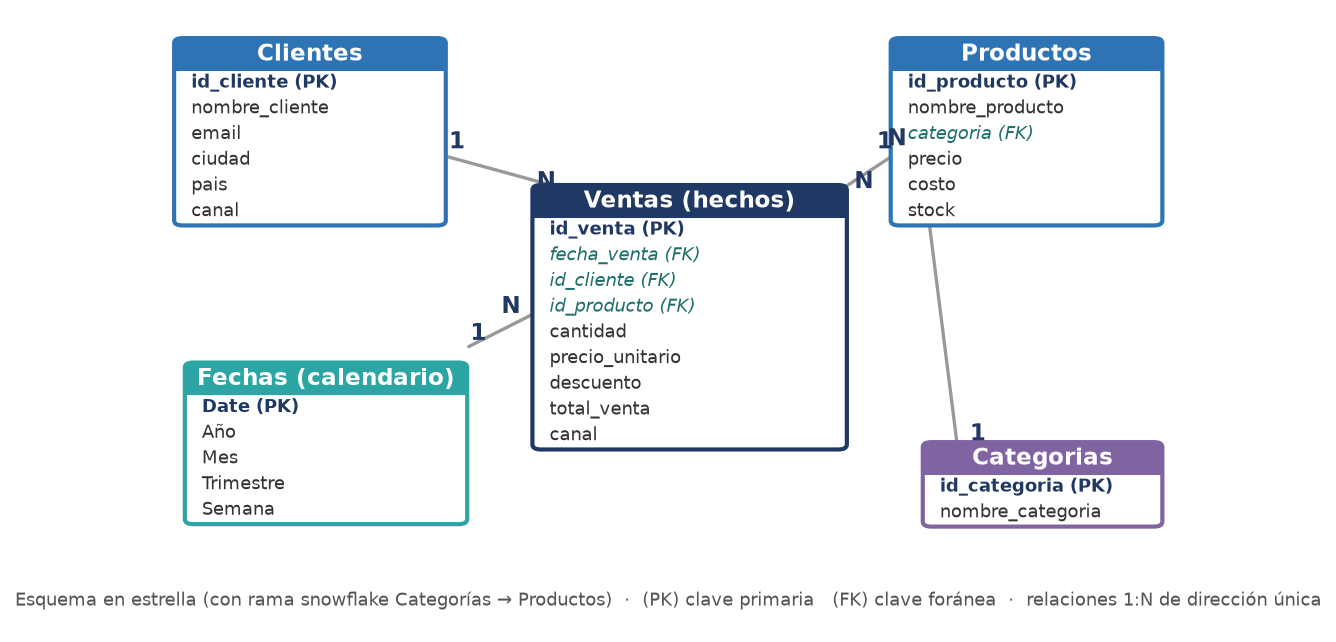 Clientes
id_cliente (PK)
nombre_cliente
email
ciudad
pais
canal
1
N
Productos
id_producto (PK)
nombre_producto
categoria (FK)
precio
costo
stock
1
N
N
Ventas (hechos)
id_venta (PK)
fecha_venta (FK)
id_cliente (FK)
id_producto (FK)
cantidad
precio_unitario
descuento
total_venta
canal
N
1
Fechas (calendario)
Date (PK)
Año
Mes
Trimestre
Semana
1
Categorias
id_categoria (PK)
nombre_categoria
Esquema en estrella (con rama snowflake Categorías → Productos) · (PK) clave primaria (FK) clave foránea · relaciones 1:N de dirección única